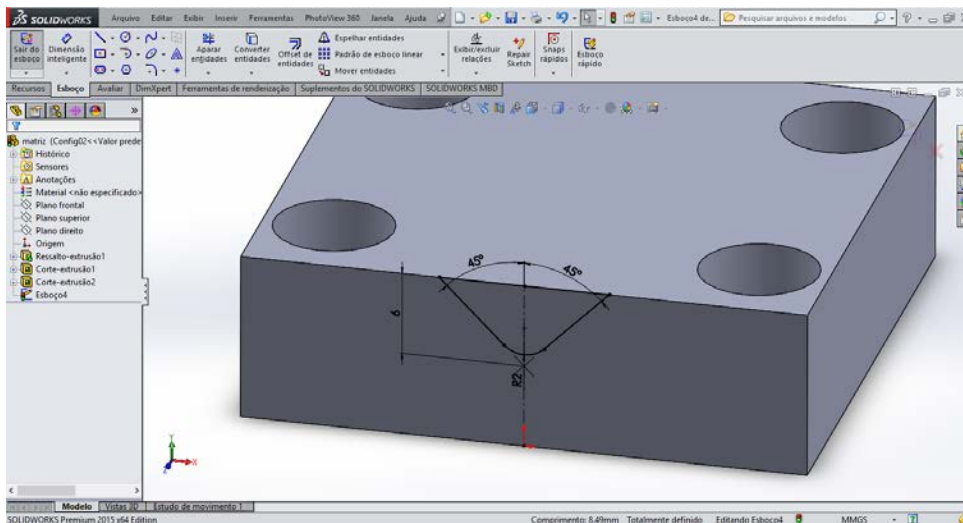 SOLIDWORKS Arquivo Editar Exibir Inserir Ferramentas PhotoView 360 Janela Ajuda Esboço4 de... Pesquisar arquivos e modelos
Sair do esboço Dimensão inteligente Aparar entidades Converter entidades Offset de entidades Espelhar entidades Exibir/excluir relações Repair Sketch Snaps rápidos Esboço rápido
Padrão de esboço linear
Mover entidades
Recursos Esboço Avaliar DimXpert Ferramentas de renderização Suplementos do SOLIDWORKS SOLIDWORKS MBD
matriz (Config02<<Valor prede
Histórico
Sensores
Anotações
Material <não especificado>
Plano frontal
Plano superior
Plano direito
Origem
Ressalto-extrusão1
Corte-extrusão1
Corte-extrusão2
Esboço4
45°
45°
6
R2
Y
X
Z
Modelo Vistas 3D Estudo de movimento 1
SOLIDWORKS Premium 2015 x64 Edition Comprimento: 8.49mm Totalmente definido Editando Esboço4 MMGS